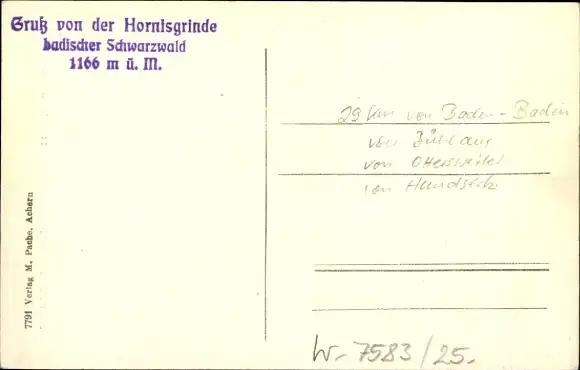 Gruß von der Hornisgrinde
badischer Schwarzwald
1166 m ü. M.
29 km von Baden-Baden
von Bühl aus
von Ottersweier
von Hundseck
7791 Verlag M. Pache, Achern
W-7583/25.